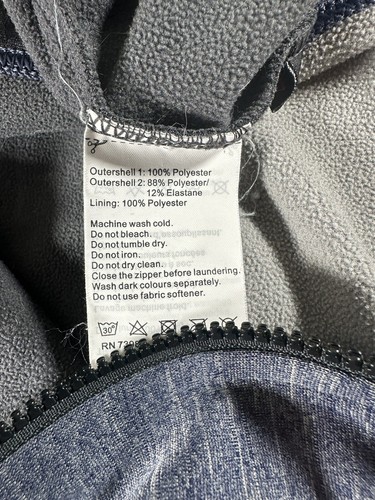 Outershell 1: 100% Polyester
Outershell 2: 88% Polyester/
12% Elastane
Lining: 100% Polyester
Machine wash cold.
Do not bleach.
Do not tumble dry.
Do not iron.
Do not dry clean.
Close the zipper before laundering.
Wash dark colours separately.
Do not use fabric softener.
30°
RN